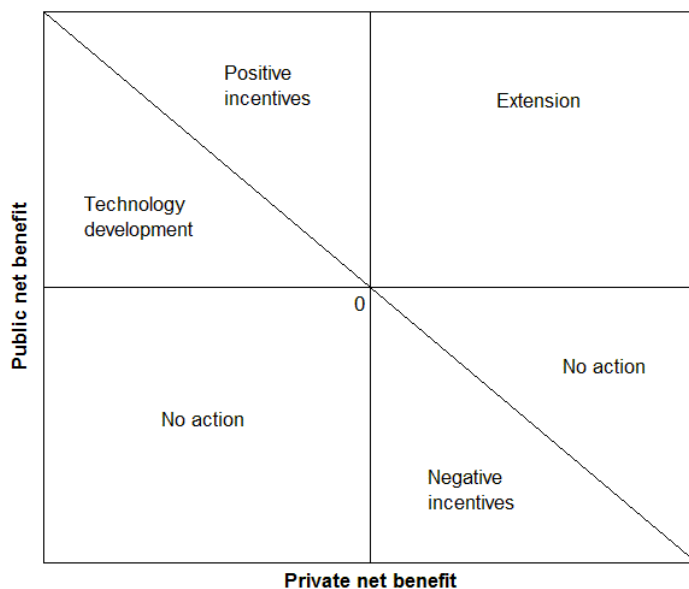 Positive
incentives
Extension
Technology
development
Public net benefit
0
No action
No action
Negative
incentives
Private net benefit